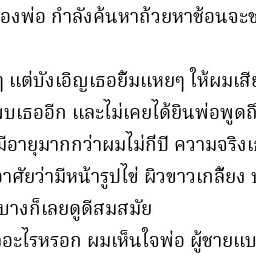 องพ่อ กำลังค้นหาถ้วยหาช้อนจะข
ๆ แต่บังเอิญเธอยิ้มแหยๆ ให้ผมเสีย
บเธออีก และไม่เคยได้ยินพ่อพูดถึ
มีอายุมากกว่าผมไม่กี่ปี ความจริงเ
าศัยว่ามีหน้ารูปไข่ ผิวขาวเกลี้ยง
บางก็เลยดูดีสมสมัย
อะไรหรอก ผมเห็นใจพ่อ ผู้ชายแบ